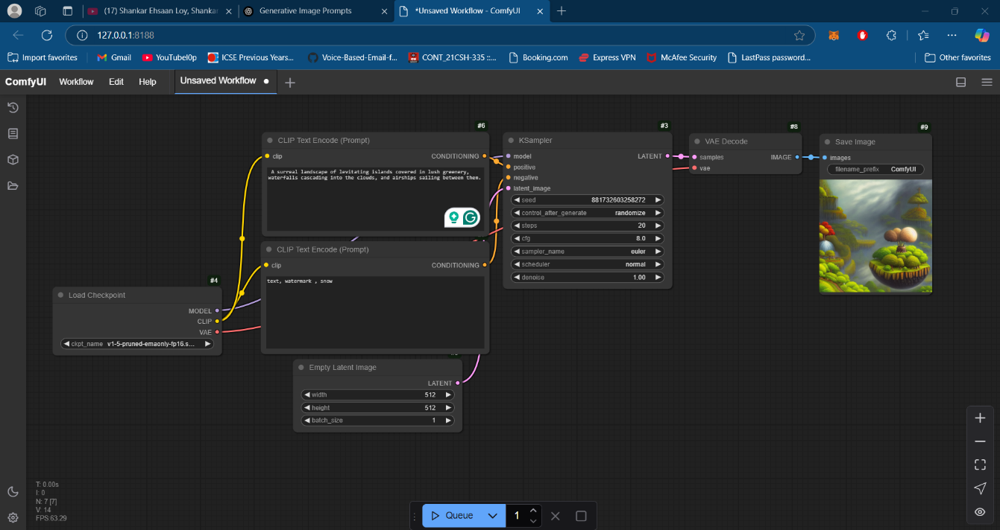 (17) Shankar Ehsaan Loy, Shankar
Generative Image Prompts
*Unsaved Workflow - ComfyUI
127.0.0.1:8188
Import favorites
Gmail
YouTubel0p
ICSE Previous Years...
Voice-Based-Email-f...
CONT_21CSH-335 ::...
Booking.com
Express VPN
McAfee Security
LastPass password...
Other favorites
ComfyUI
Workflow
Edit
Help
Unsaved Workflow
#6
CLIP Text Encode (Prompt)
clip
CONDITIONING
A surreal landscape of levitating islands covered in lush greenery,
waterfalls cascading into the clouds, and airships sailing between them.
CLIP Text Encode (Prompt)
clip
CONDITIONING
text, watermark , snow
#4
Load Checkpoint
MODEL
CLIP
VAE
ckpt_name v1-5-pruned-emaonly-fp16.s...
Empty Latent Image
LATENT
width 512
height 512
batch_size 1
#3
KSampler
model
LATENT
positive
negative
latent_image
seed 881732603258272
control_after_generate randomize
steps 20
cfg 8.0
sampler_name euler
scheduler normal
denoise 1.00
#8
VAE Decode
samples
IMAGE
vae
#9
Save Image
images
filename_prefix ComfyUI
T: 0.00s
I: 0
N: 7 [7]
V: 14
FPS:63.29
Queue
1